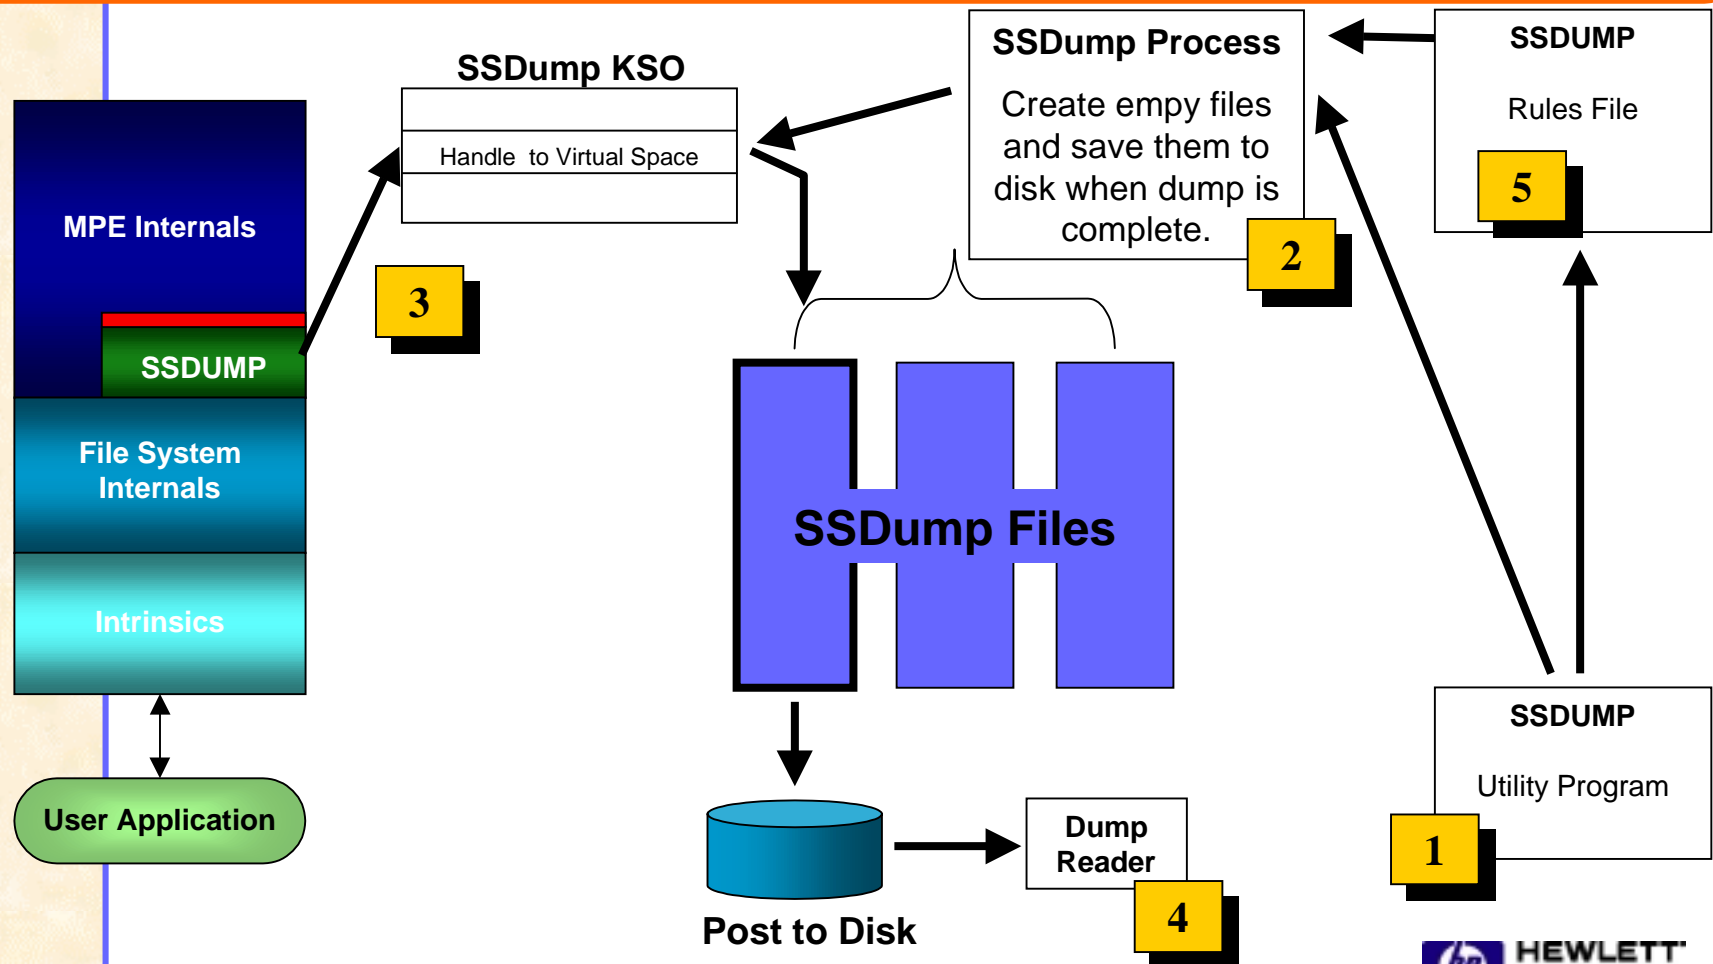 SSDump KSO
Handle to Virtual Space
SSDump Process
Create empy files
and save them to
disk when dump is
complete.
2
SSDUMP
Rules File
5
MPE Internals
SSDUMP
3
File System
Internals
Intrinsics
User Application
SSDump Files
Post to Disk
Dump
Reader
4
SSDUMP
Utility Program
1
hp
HEWLETT